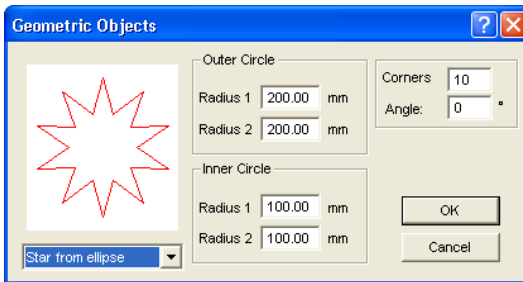 Geometric Objects
Outer Circle
Radius 1 200.00 mm
Radius 2 200.00 mm
Corners 10
Angle: 0 °
Inner Circle
Radius 1 100.00 mm
Radius 2 100.00 mm
OK
Cancel
Star from ellipse